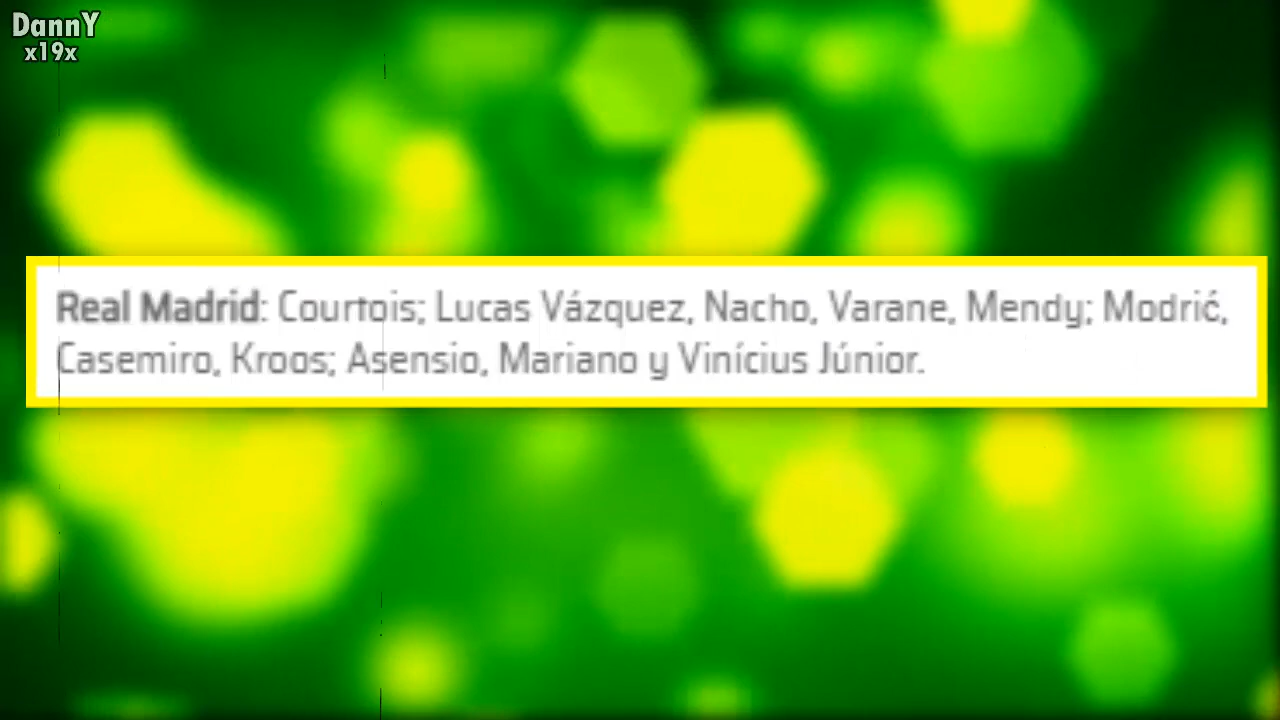 DannY
x19x
Real Madrid: Courtois; Lucas Vázquez, Nacho, Varane, Mendy; Modrić,
Casemiro, Kroos; Asensio, Mariano y Vinícius Júnior.